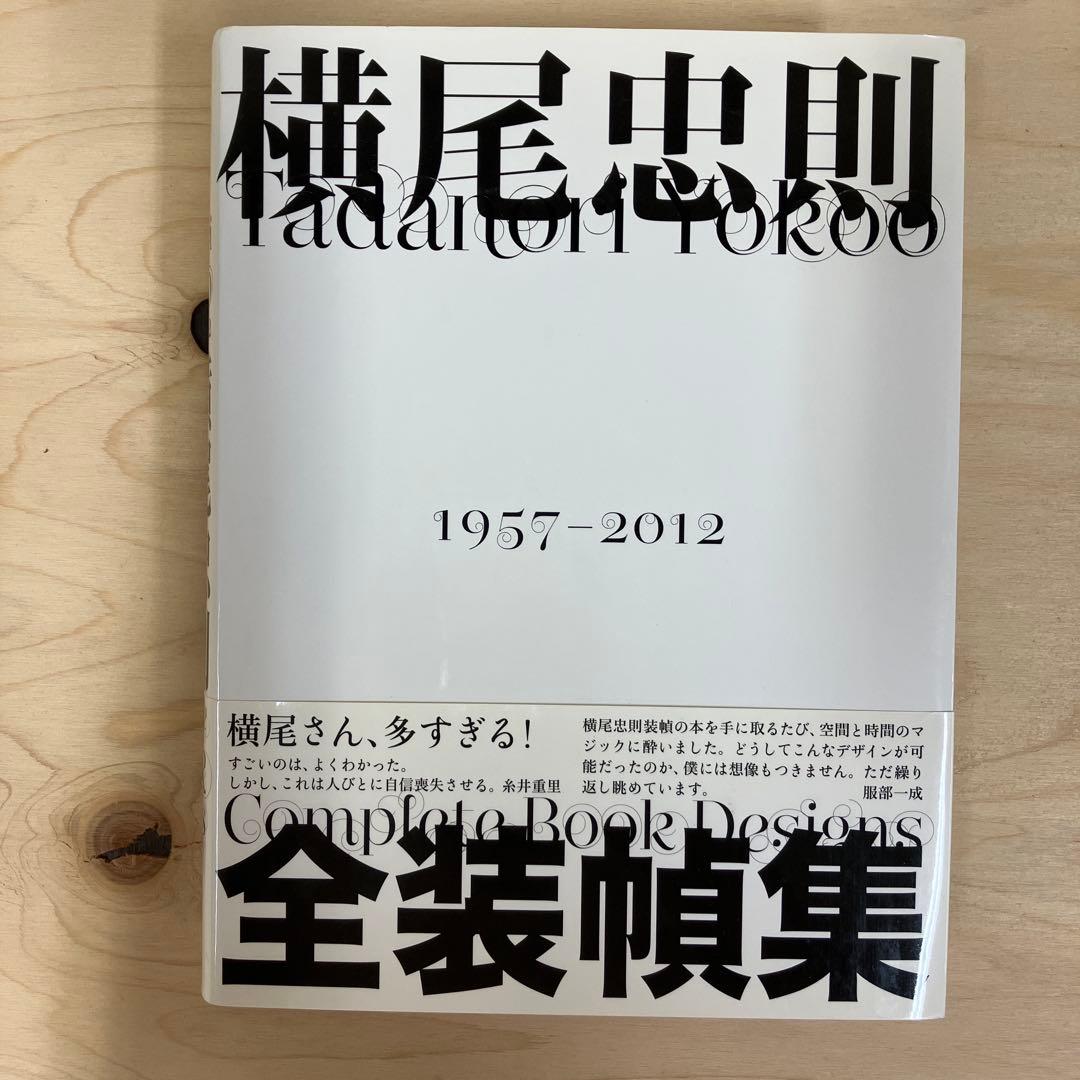 横尾忠則
Tadanori Yokoo
1957–2012
横尾さん、多すぎる!
すごいのは、よくわかった。
しかし、これは人びとに自信喪失させる。糸井重里
横尾忠則装幀の本を手に取るたび、空間と時間のマ
ジックに酔いました。どうしてこんなデザインが可
能だったのか、僕には想像もつきません。ただ繰り
返し眺めています。 服部一成
Complete Book Designs
全装幀集